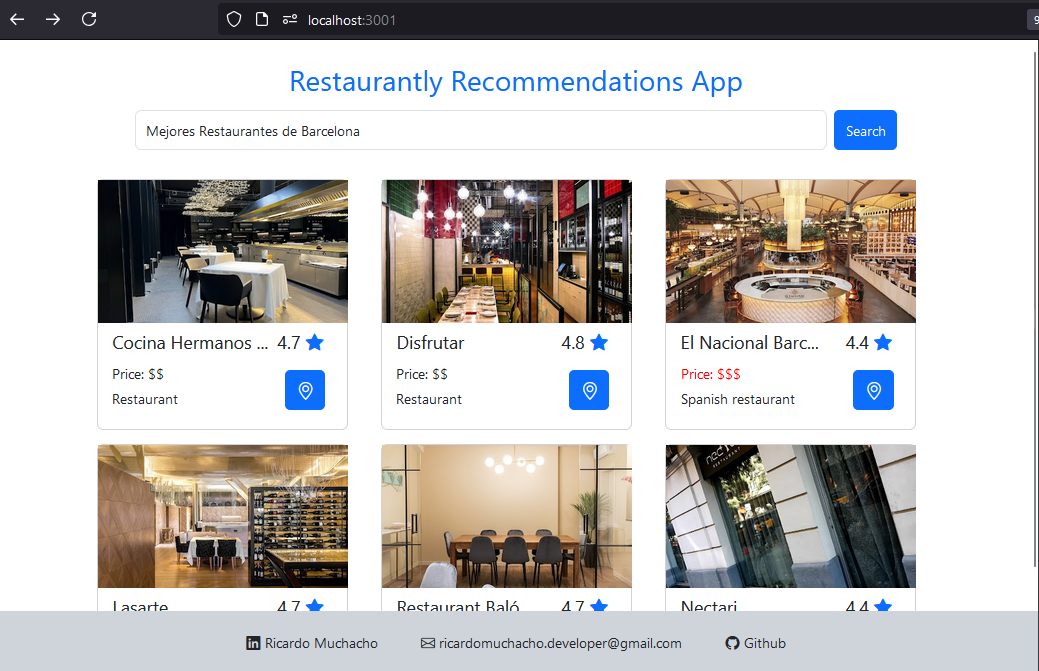 localhost:3001
9
Restaurantly Recommendations App
Mejores Restaurantes de Barcelona
Search
Cocina Hermanos ... 4.7
Price: $$
Restaurant
Disfrutar 4.8
Price: $$
Restaurant
El Nacional Barc... 4.4
Price: $$$
Spanish restaurant
Lasarte 4.7
Restaurant Baló 4.7
Nectari 4.4
Ricardo Muchacho
ricardomuchacho.developer@gmail.com
Github